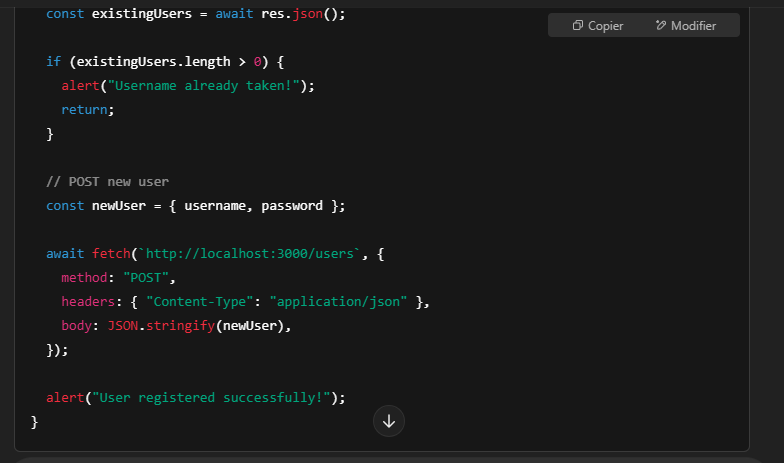 const existingUsers = await res.json();
Copier
Modifier
if (existingUsers.length > 0) {
alert("Username already taken!");
return;
}
// POST new user
const newUser = { username, password };
await fetch(`http://localhost:3000/users`, {
method: "POST",
headers: { "Content-Type": "application/json" },
body: JSON.stringify(newUser),
});
alert("User registered successfully!");
}